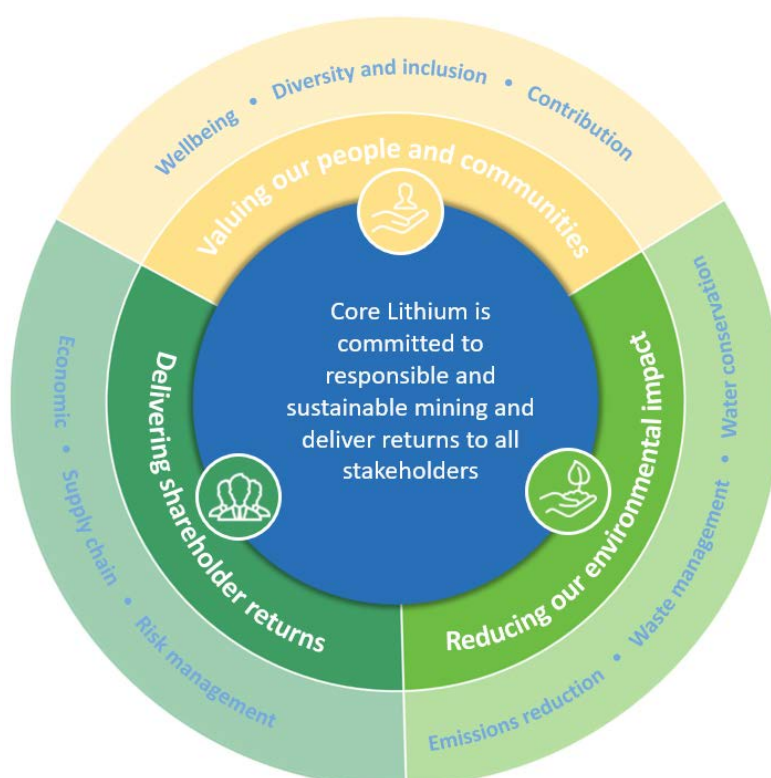 Wellbeing • Diversity and inclusion • Contribution
Valuing our people and communities
Core Lithium is
committed to
responsible and
sustainable mining and
deliver returns to all
stakeholders
Delivering shareholder returns
Economic • Supply chain • Risk management
Reducing our environmental impact
Emissions reduction • Waste management • Water conservation